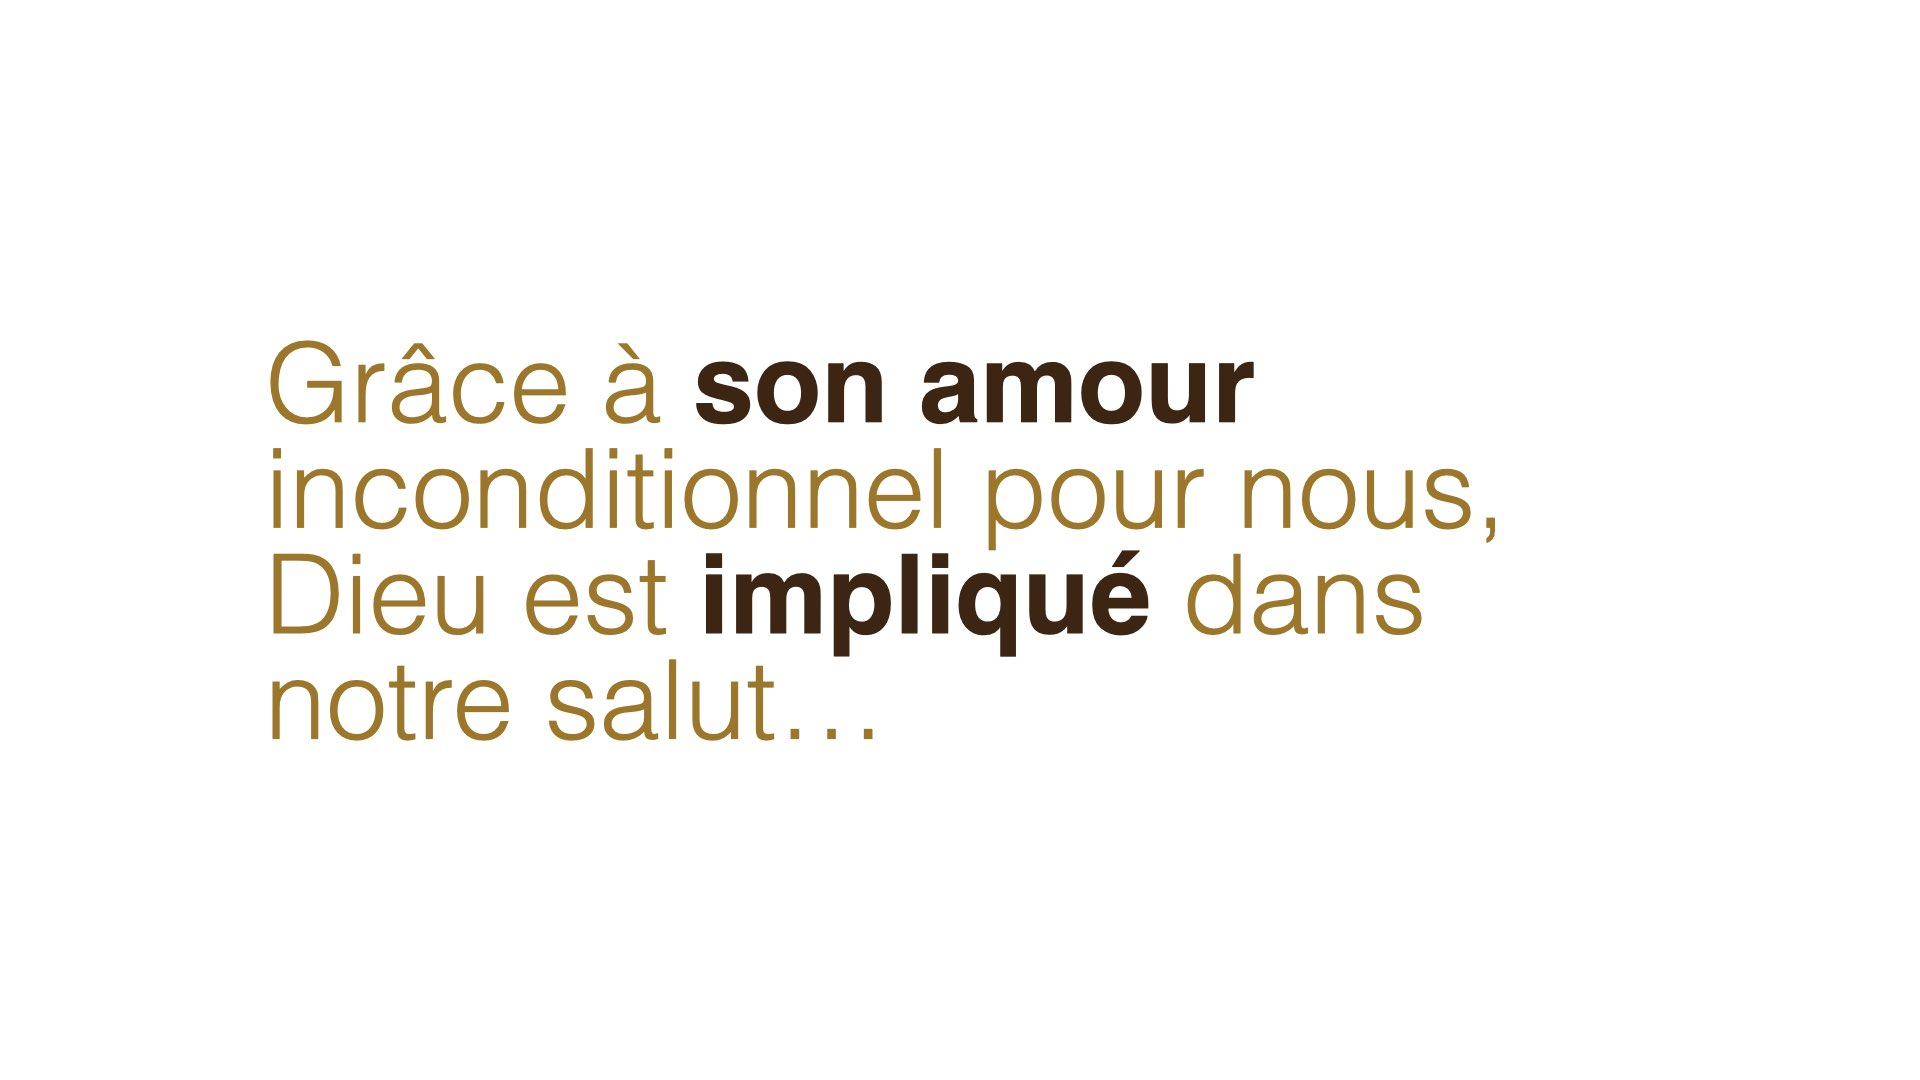 Grâce à son amour
inconditionnel pour nous,
Dieu est impliqué dans
notre salut…